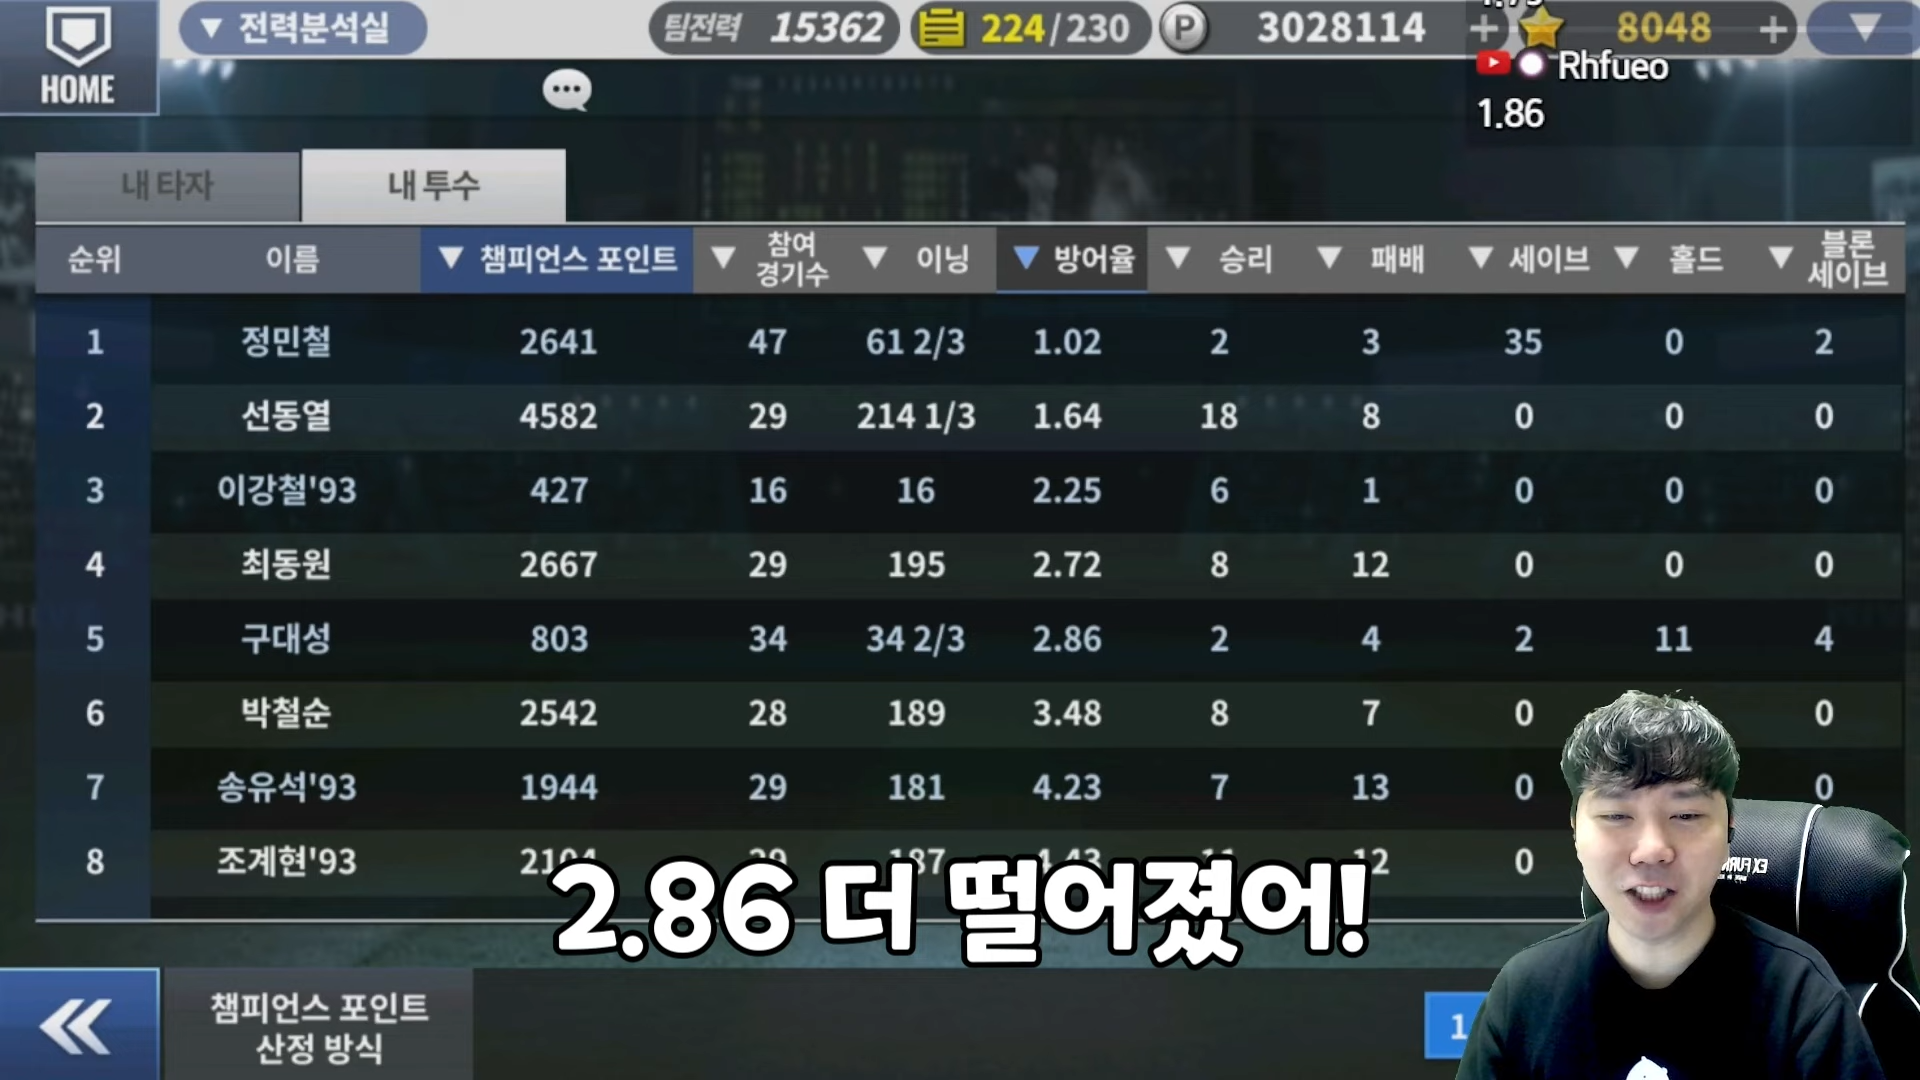 HOME
▼ 전력분석실
팀전력 15362
224/230
P 3028114 +
8048 +
Rhfueo
1.86
내 타자
내 투수
순위 이름 ▼ 챔피언스 포인트 ▼ 참여 경기수 ▼ 이닝 ▼ 방어율 ▼ 승리 ▼ 패배 ▼ 세이브 ▼ 홀드 ▼ 블론 세이브
1 정민철 2641 47 61 2/3 1.02 2 3 35 0 2
2 선동열 4582 29 214 1/3 1.64 18 8 0 0 0
3 이강철'93 427 16 16 2.25 6 1 0 0 0
4 최동원 2667 29 195 2.72 8 12 0 0 0
5 구대성 803 34 34 2/3 2.86 2 4 2 11 4
6 박철순 2542 28 189 3.48 8 7 0 0
7 송유석'93 1944 29 181 4.23 7 13 0 0
8 조계현'93 0
2.86 더 떨어졌어!
챔피언스 포인트
산정 방식
1